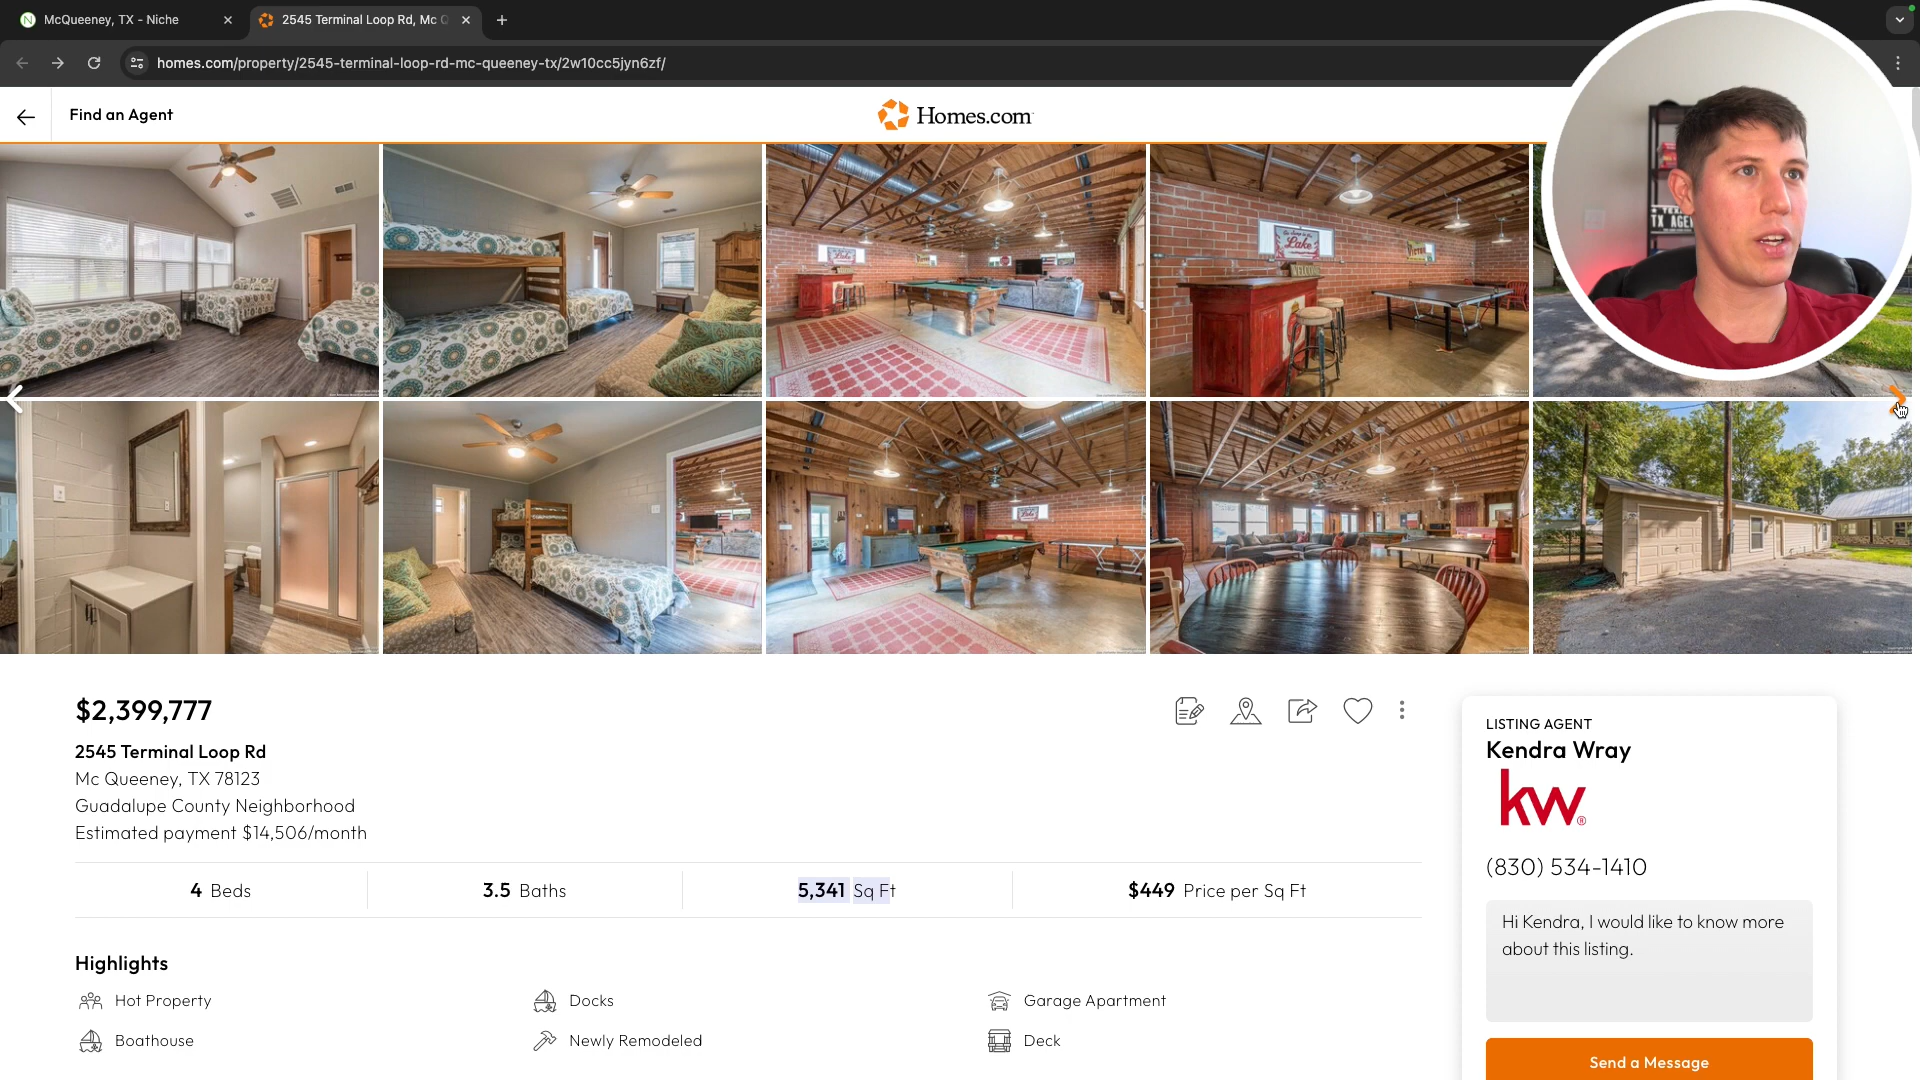 McQueeney, TX - Niche
2545 Terminal Loop Rd, Mc Q
homes.com/property/2545-terminal-loop-rd-mc-queeney-tx/2w10cc5jyn6zf/
Find an Agent
Homes.com
Lake
WELCOME
TX AGE
$2,399,777
2545 Terminal Loop Rd
Mc Queeney, TX 78123
Guadalupe County Neighborhood
Estimated payment $14,506/month
4 Beds
3.5 Baths
5,341 Sq Ft
$449 Price per Sq Ft
Highlights
Hot Property
Docks
Garage Apartment
Boathouse
Newly Remodeled
Deck
LISTING AGENT
Kendra Wray
kw
(830) 534-1410
Hi Kendra, I would like to know more
about this listing.
Send a Message